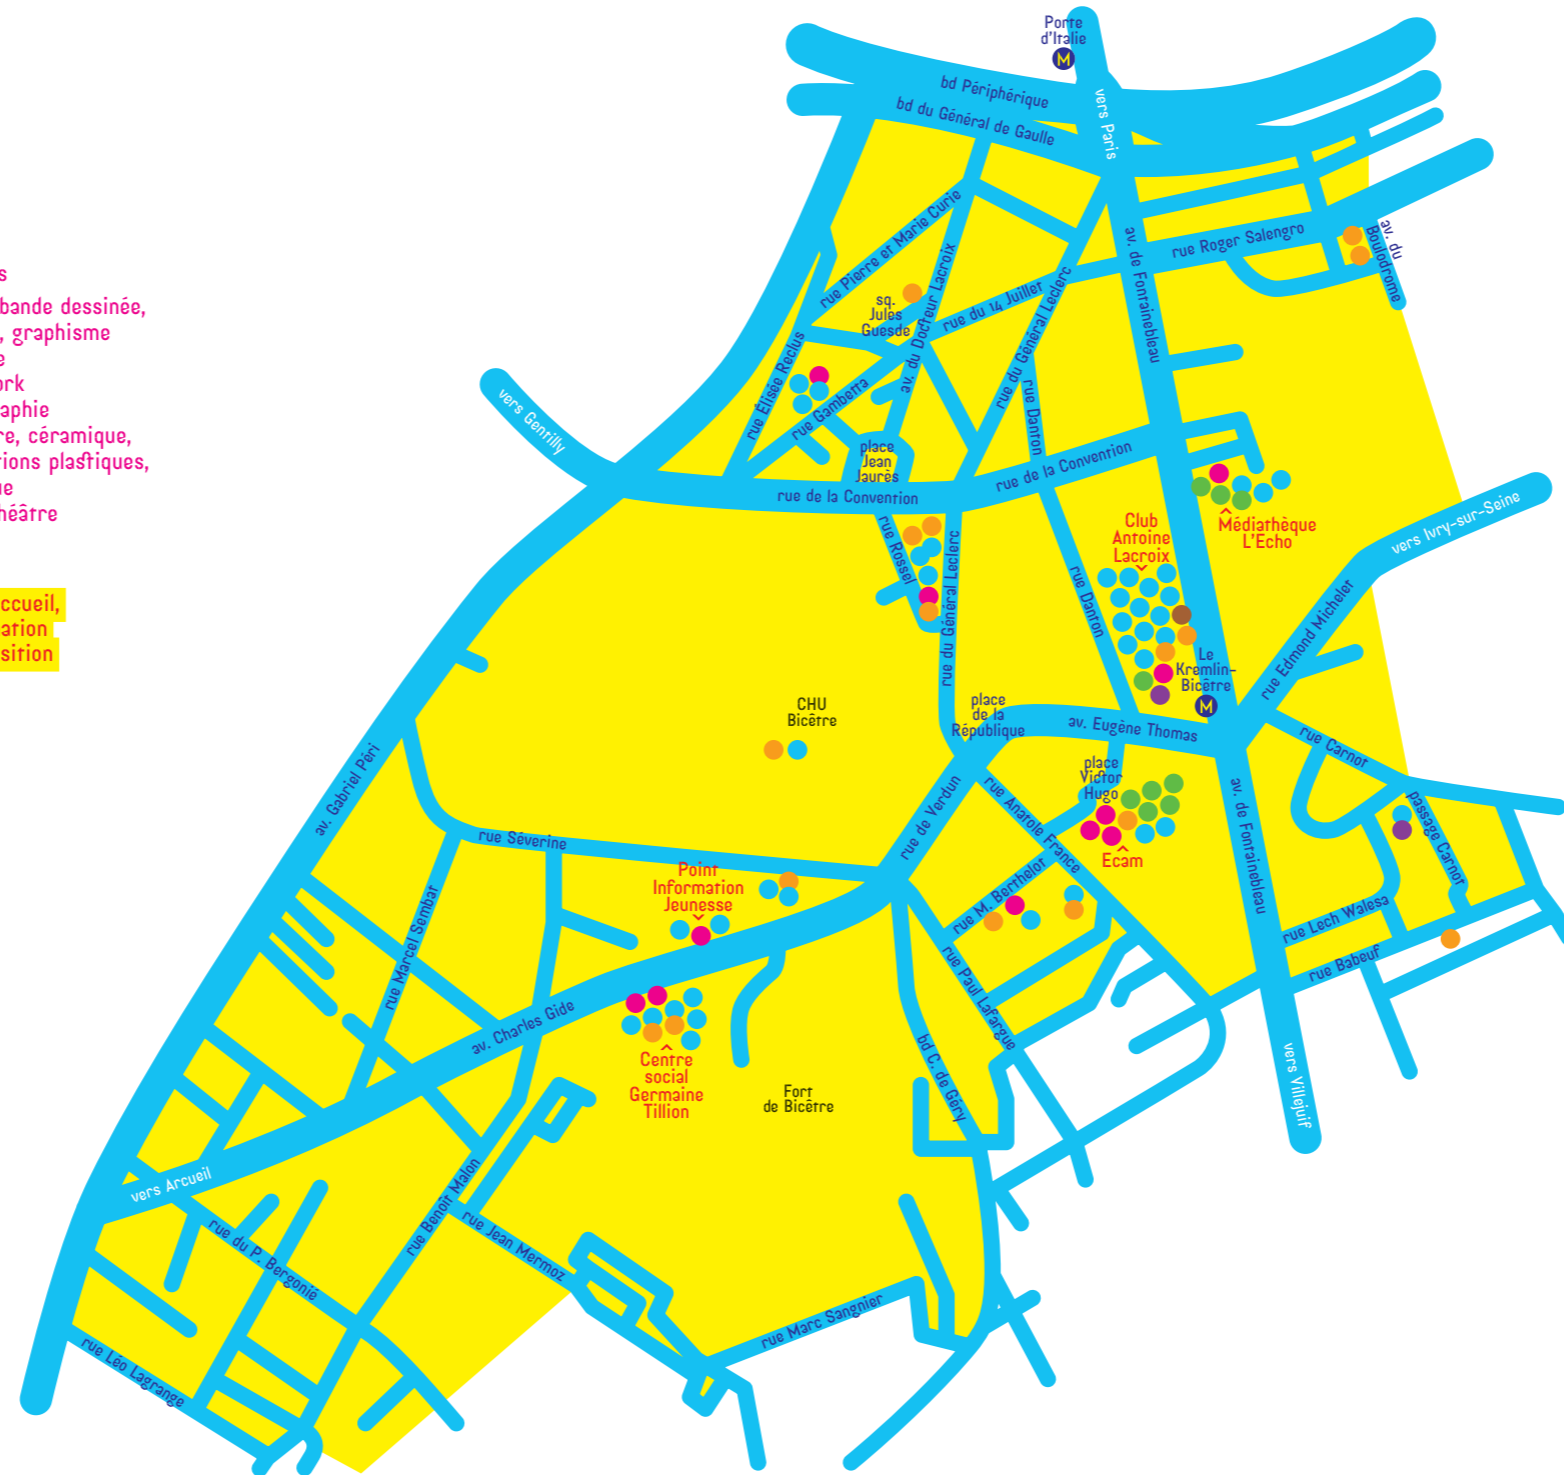 Porte
d'Italie
M
bd Périphérique
bd du Général de Gaulle
vers Paris
s
bande dessinée,
, graphisme
e
ork
aphie
re, céramique,
tions plastiques,
ue
héâtre
ccueil,
ation
sition
rue Pierre et Marie Curie
av. du Docteur Lacroix
sq.
Jules
Guesde
rue du 14 Juillet
rue du Général Leclerc
av. de Fontainebleau
rue Roger Salengro
av. du
Boulodrome
rue Élisée Reclus
rue Gambetta
rue Danton
vers Gentilly
place
Jean
Jaurès
rue de la Convention
rue de la Convention
Médiathèque
L'Echo
vers Ivry-sur-Seine
Club
Antoine
Lacroix
rue Rossel
rue du Général Leclerc
rue Danton
rue Edmond Michelet
Le
Kremlin-
Bicêtre
M
CHU
Bicêtre
place
de la
République
av. Eugène Thomas
rue Carnot
av. Gabriel Péri
place
Victor
Hugo
Ecam
rue de Verdun
rue Anatole France
passage Carnot
av. de Fontainebleau
rue Séverine
Point
Information
Jeunesse
rue M. Berthelot
rue Lech Walesa
rue Babeuf
rue Marcel Sembat
rue Paul Lafargue
av. Charles Gide
Centre
social
Germaine
Tillion
Fort
de Bicêtre
bd C. de Gery
vers Villejuif
vers Arcueil
rue Benoît Malon
rue du P. Bergonié
rue Jean Mermoz
rue Marc Sangnier
rue Léo Lagrange